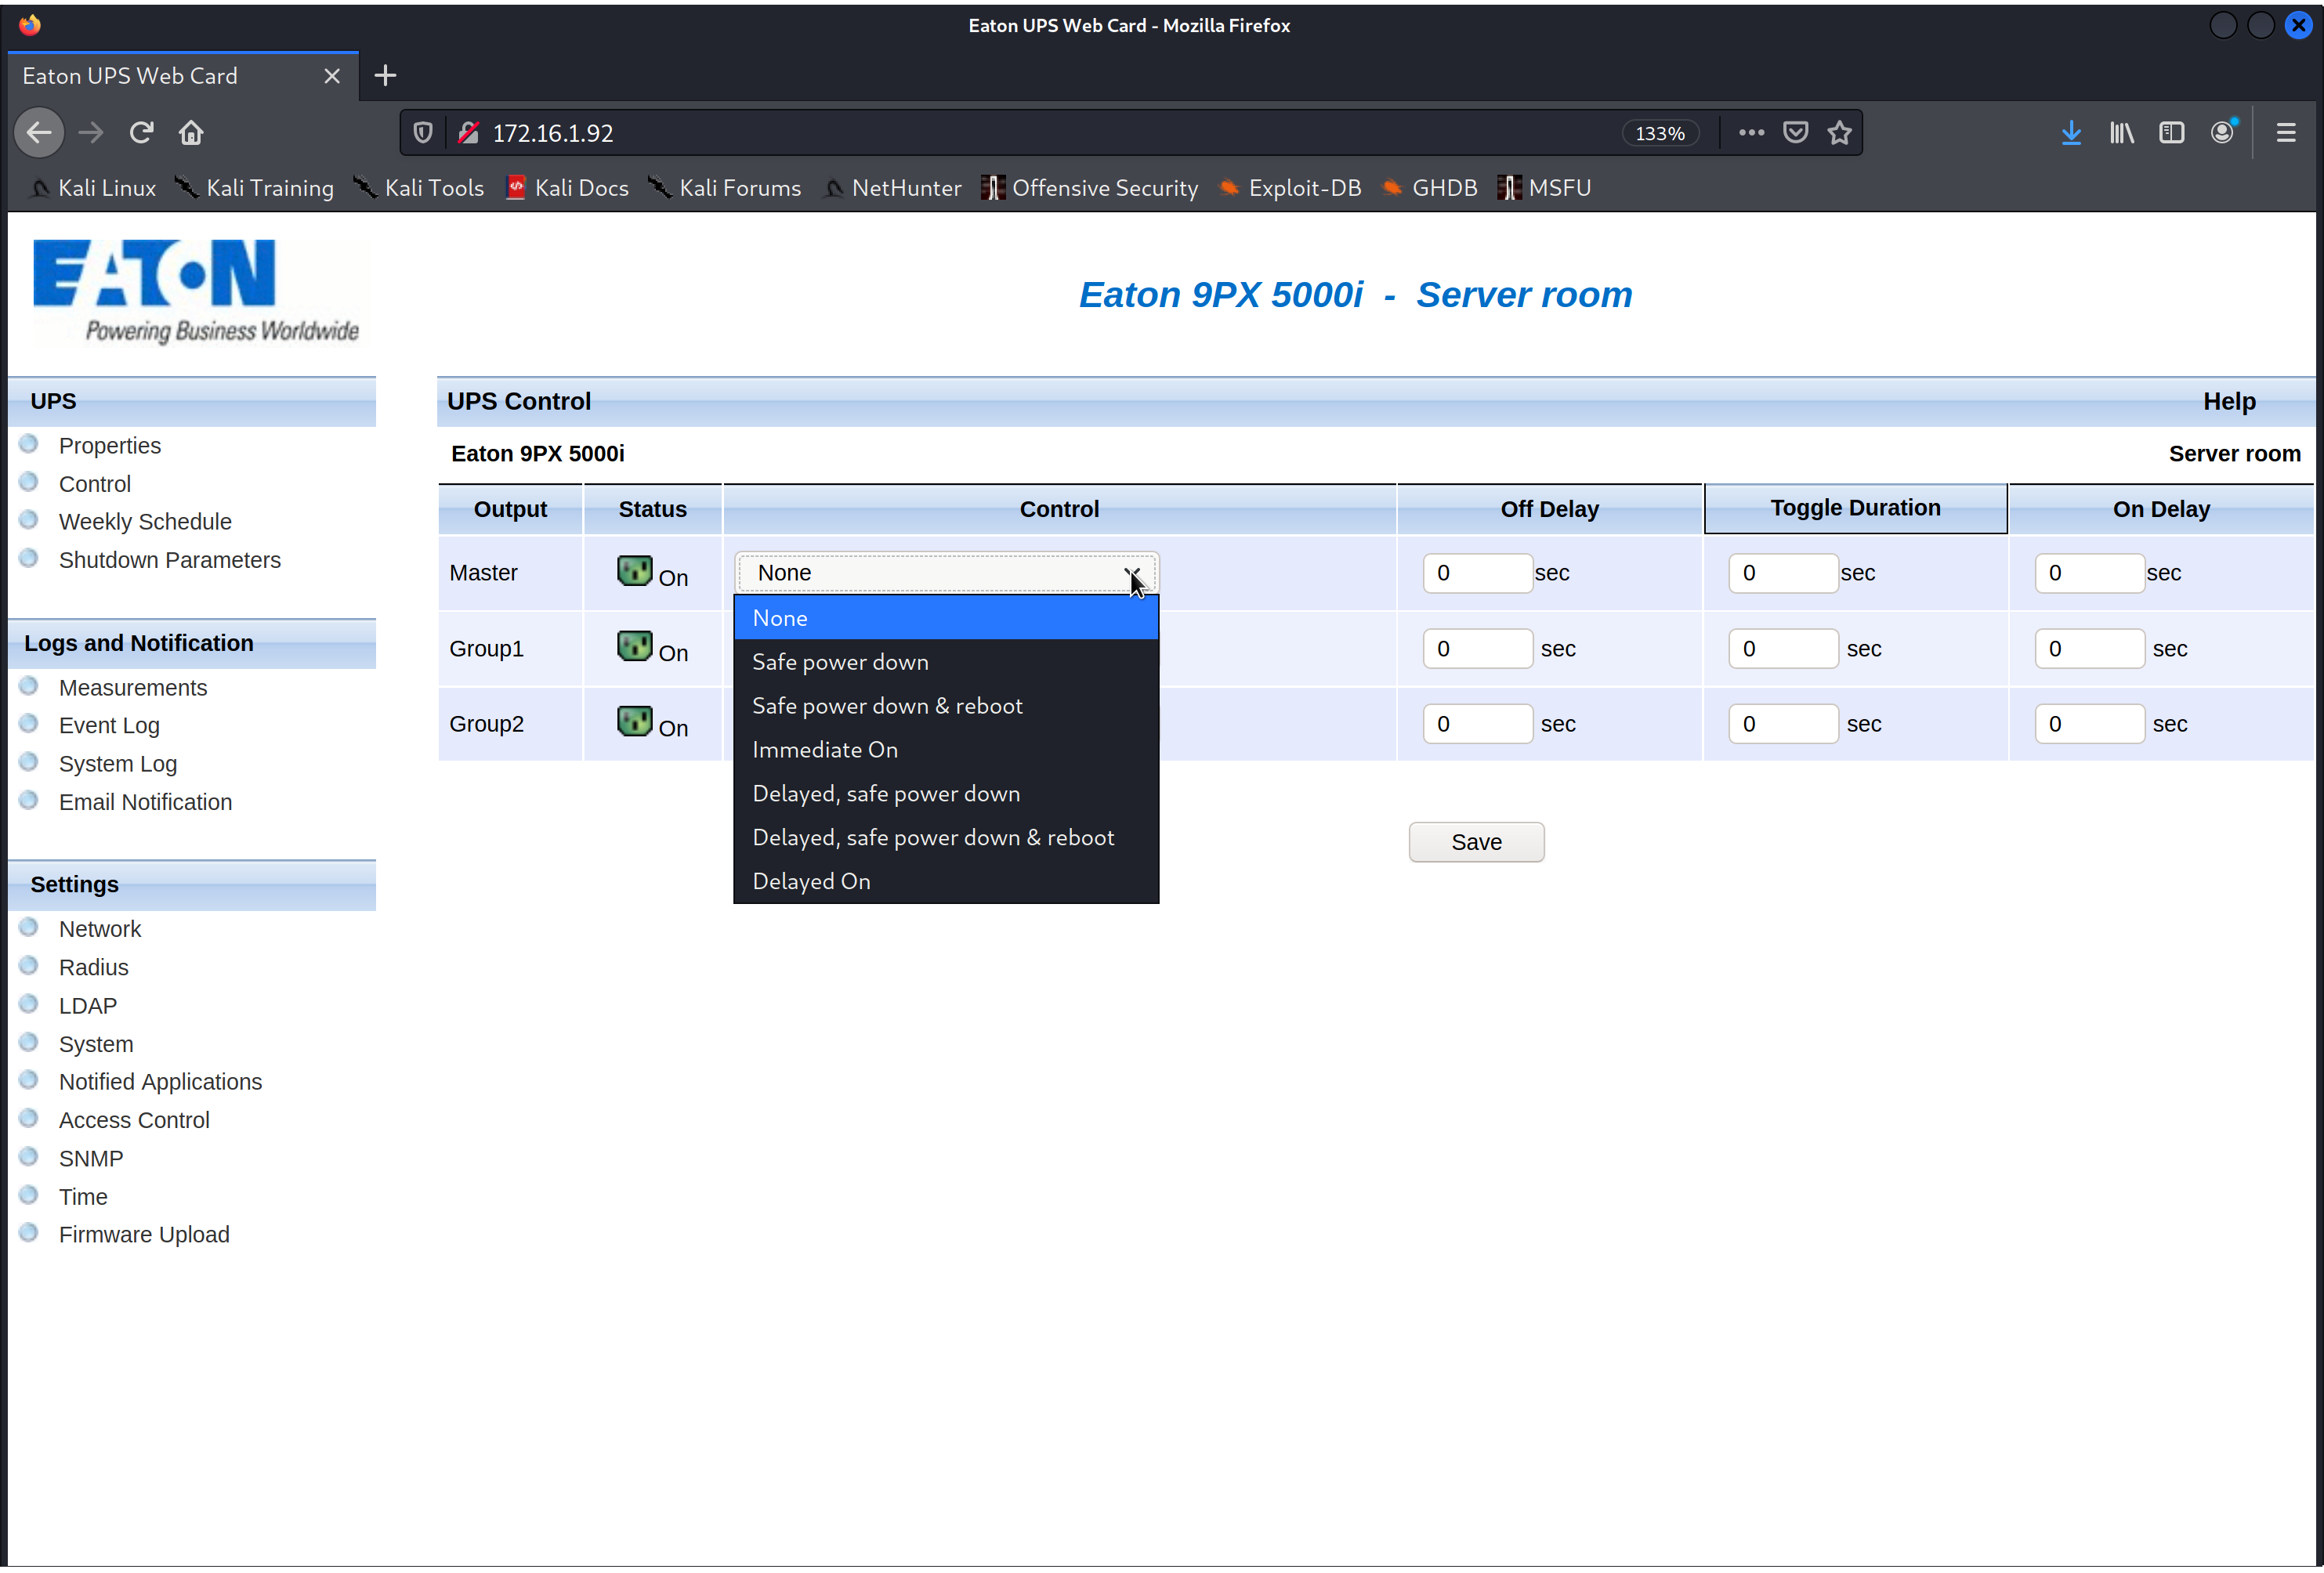 Eaton UPS Web Card - Mozilla Firefox
Eaton UPS Web Card
172.16.1.92
133%
Kali Linux Kali Training Kali Tools Kali Docs Kali Forums NetHunter Offensive Security Exploit-DB GHDB MSFU
EATON
Powering Business Worldwide
Eaton 9PX 5000i - Server room
UPS
Properties
Control
Weekly Schedule
Shutdown Parameters
Logs and Notification
Measurements
Event Log
System Log
Email Notification
Settings
Network
Radius
LDAP
System
Notified Applications
Access Control
SNMP
Time
Firmware Upload
UPS Control Help
Eaton 9PX 5000i Server room
Output Status Control Off Delay Toggle Duration On Delay
Master On None 0 sec 0 sec 0 sec
Group1 On 0 sec 0 sec 0 sec
Group2 On 0 sec 0 sec 0 sec
None
Safe power down
Safe power down & reboot
Immediate On
Delayed, safe power down
Delayed, safe power down & reboot
Delayed On
Save